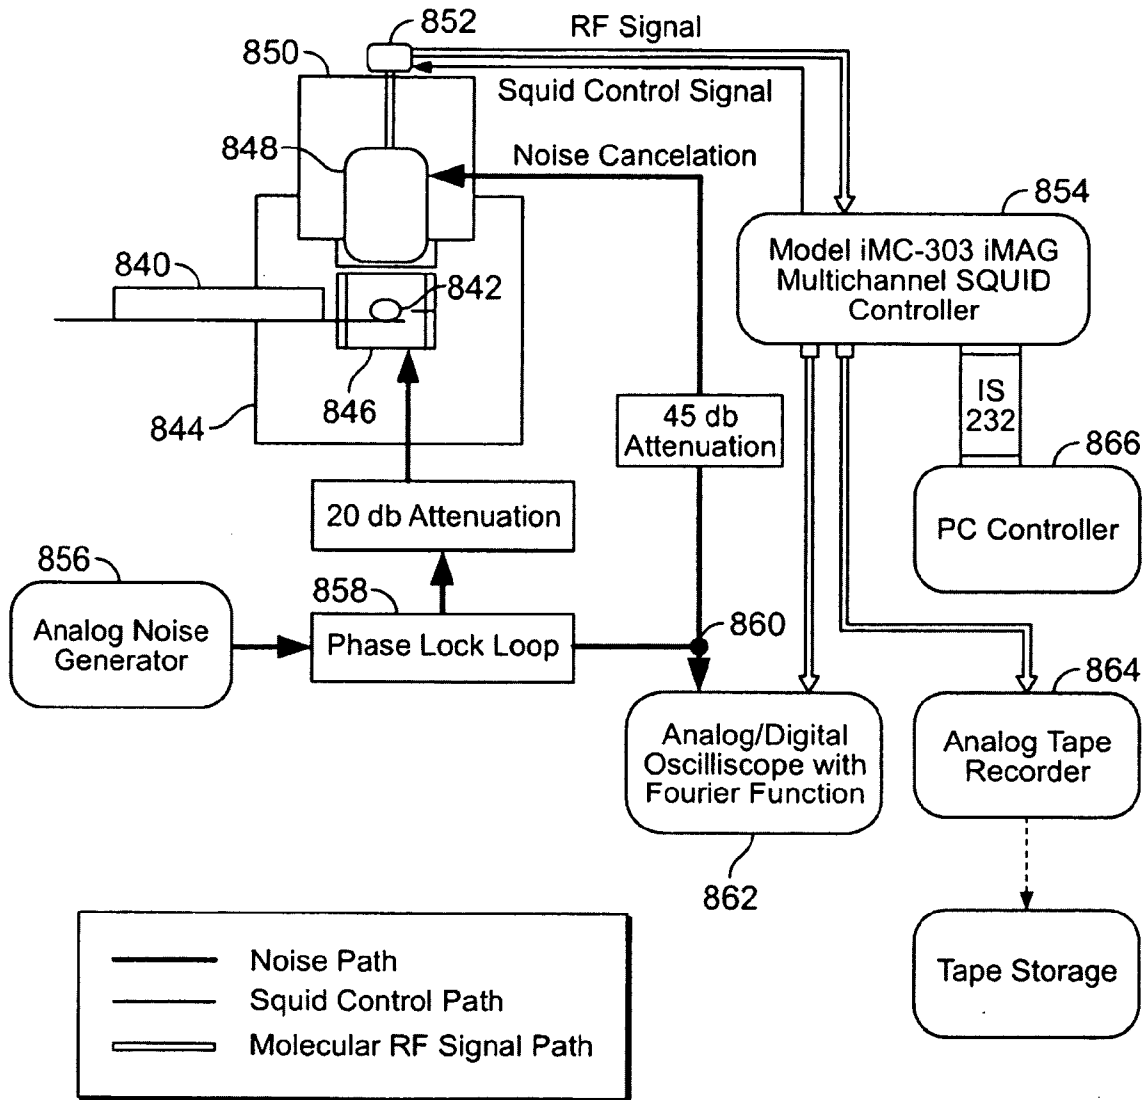 852
RF Signal
850
Squid Control Signal
848
Noise Cancelation
854
Model iMC-303 iMAG
Multichannel SQUID
Controller
840
842
846
844
IS
232
45 db
Attenuation
866
PC Controller
20 db Attenuation
856
Analog Noise
Generator
858
Phase Lock Loop
860
864
Analog/Digital
Oscilliscope with
Fourier Function
862
Analog Tape
Recorder
Tape Storage
Noise Path
Squid Control Path
Molecular RF Signal Path